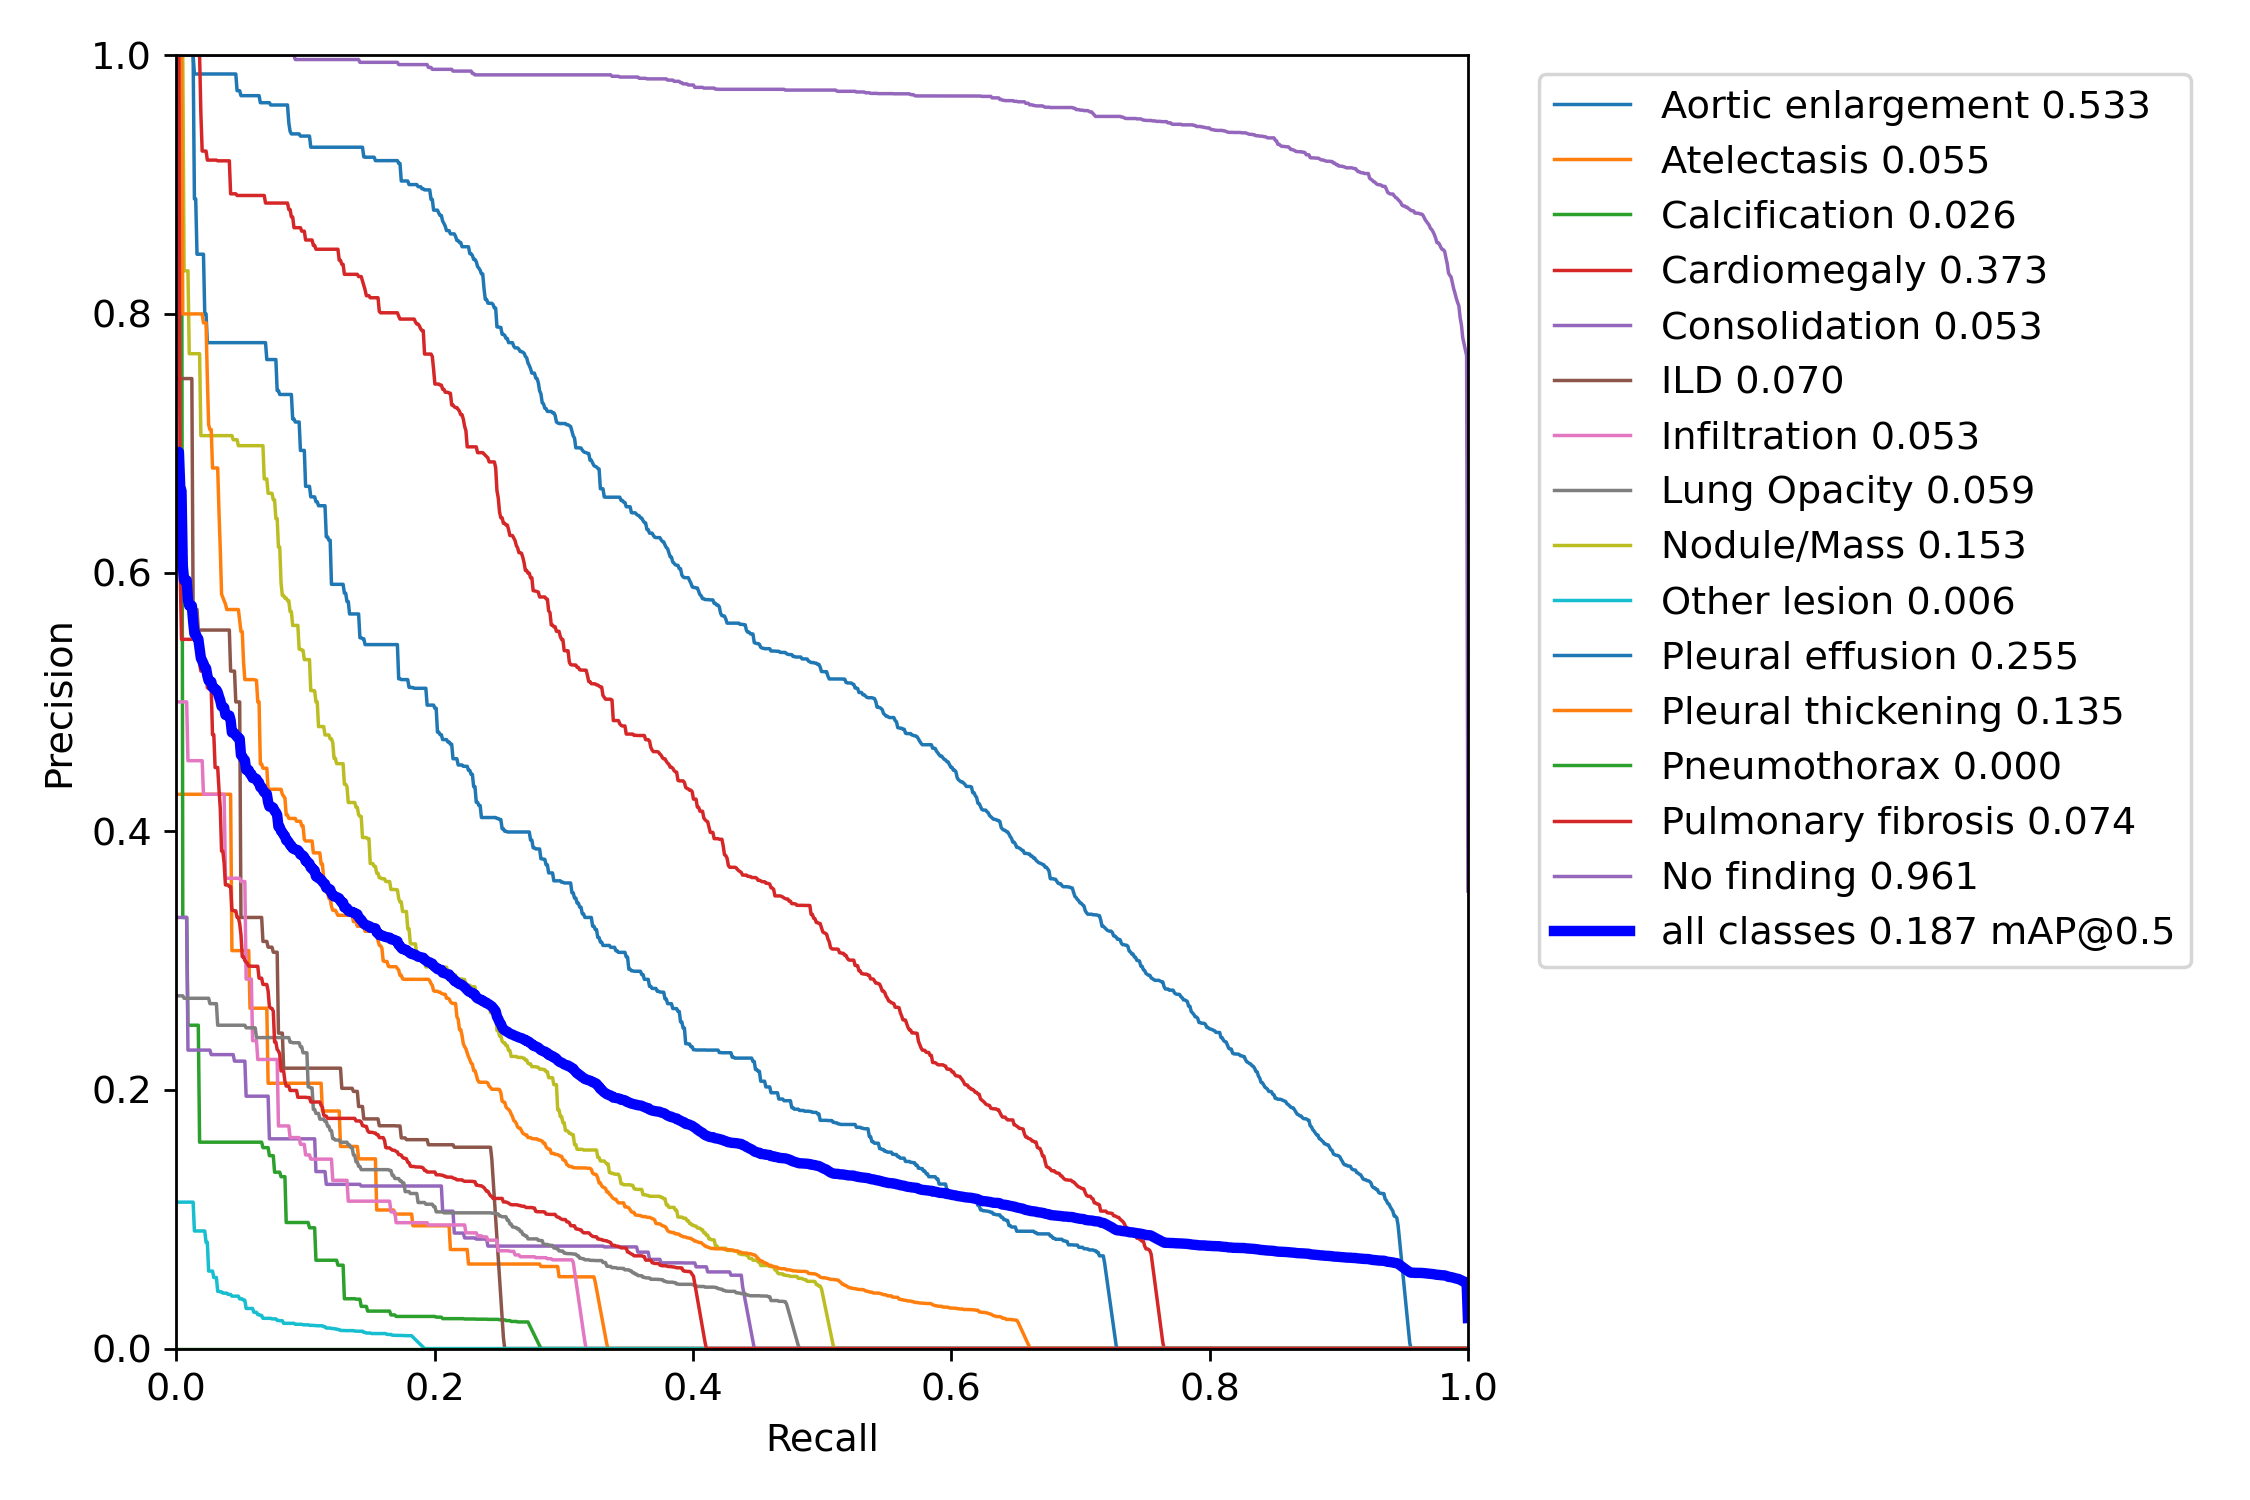 1.0
0.8
0.6
0.4
0.2
0.0
Precision
0.0 0.2 0.4 0.6 0.8 1.0
Recall
Aortic enlargement 0.533
Atelectasis 0.055
Calcification 0.026
Cardiomegaly 0.373
Consolidation 0.053
ILD 0.070
Infiltration 0.053
Lung Opacity 0.059
Nodule/Mass 0.153
Other lesion 0.006
Pleural effusion 0.255
Pleural thickening 0.135
Pneumothorax 0.000
Pulmonary fibrosis 0.074
No finding 0.961
all classes 0.187 mAP@0.5